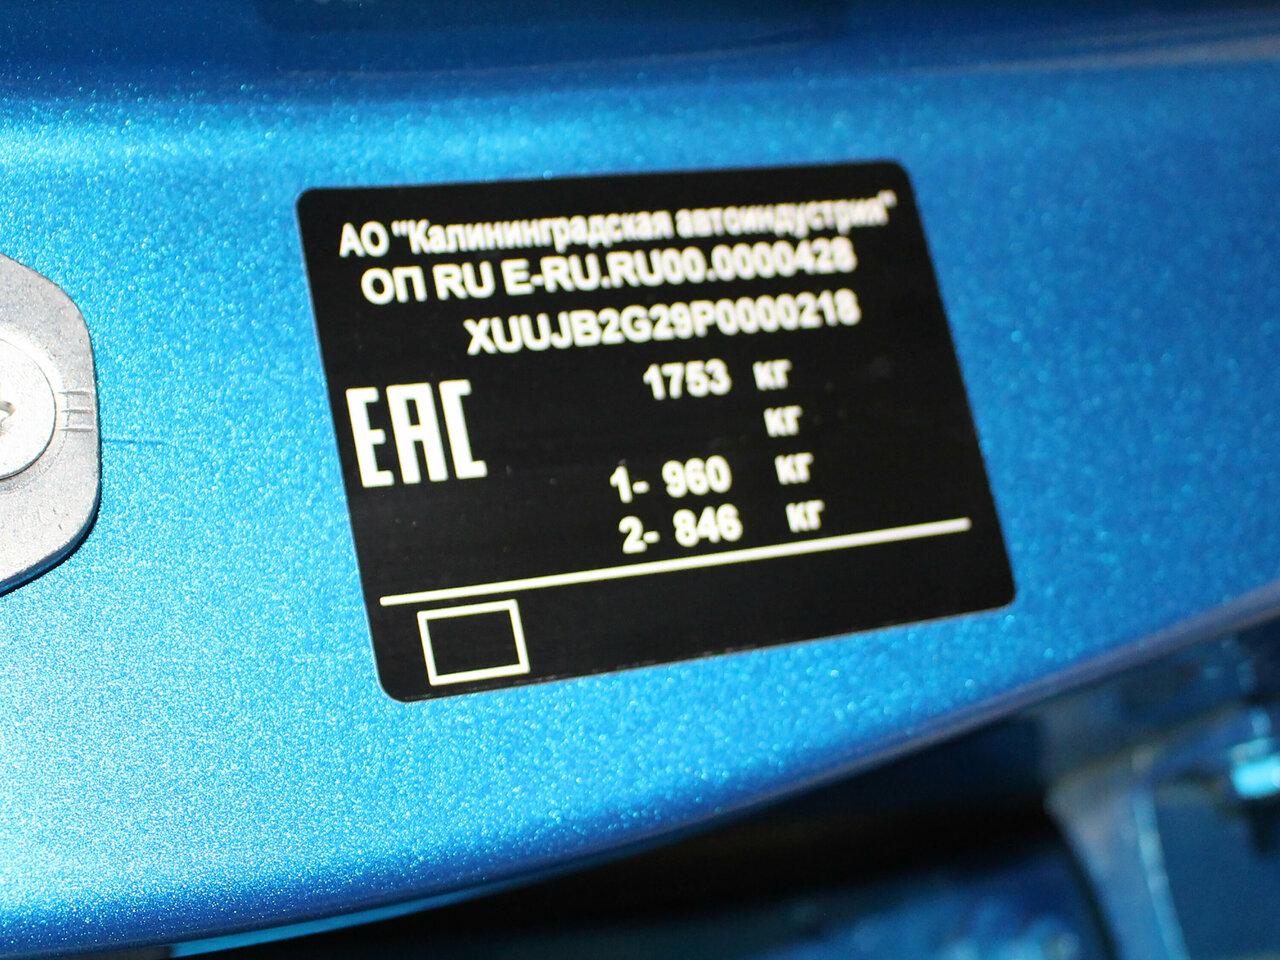 АО "Калининградская автоиндустрия"
ОП RU E-RU.RU00.0000428
XUUJB2G29P0000218
1753 кг
EAC
кг
1- 960 кг
2- 846 кг